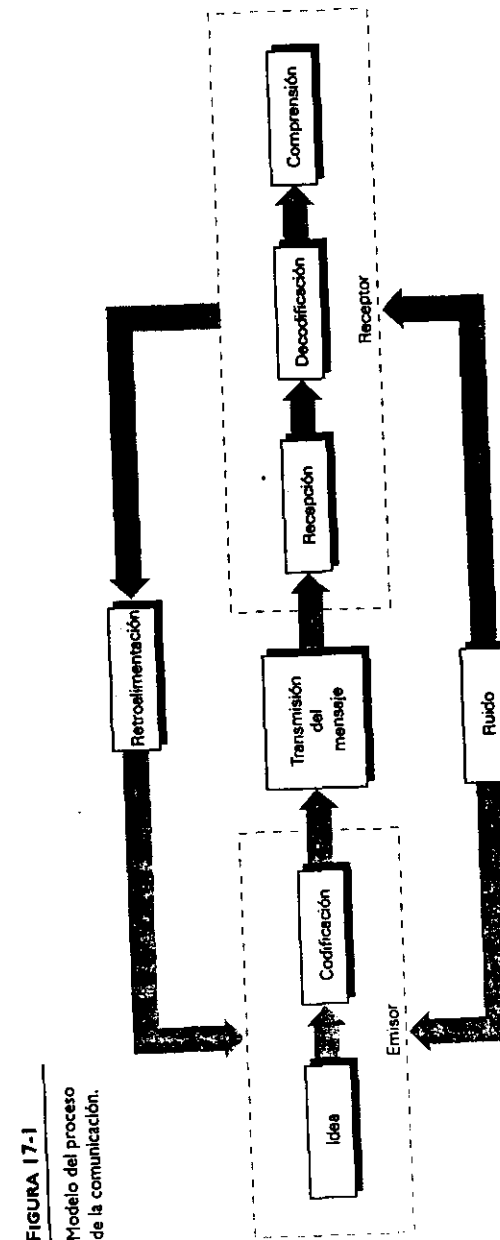 FIGURA 17-1
Modelo del proceso
de la comunicación.
Retroalimentación
Idea
Codificación
Emisor
Transmisión
del
mensaje
Recepción
Decodificación
Comprensión
Receptor
Ruido